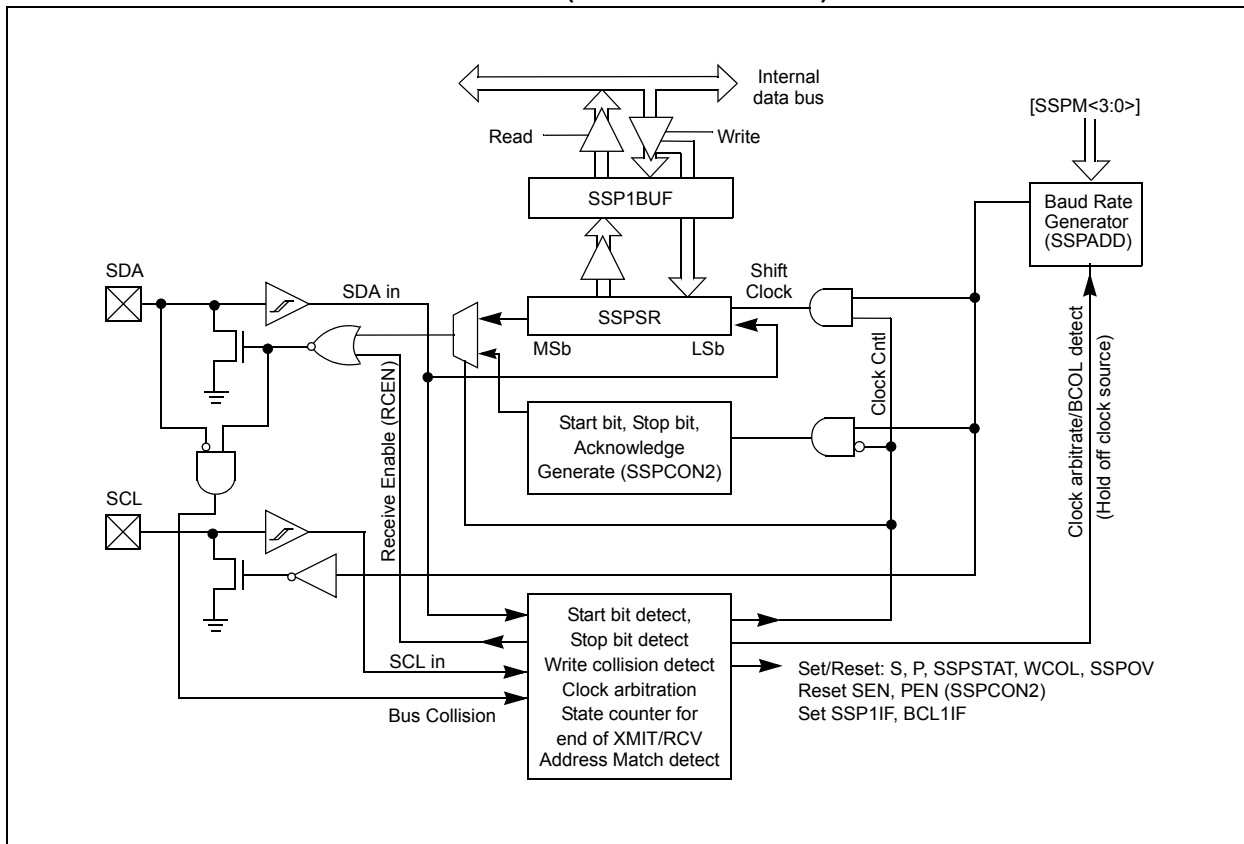 Internal
data bus
[SSPM<3:0>]
Read
Write
SSP1BUF
Baud Rate
Generator
(SSPADD)
SDA
SDA in
Shift
Clock
SSPSR
MSb
LSb
Start bit, Stop bit,
Acknowledge
Generate (SSPCON2)
Clock Cntl
Clock arbitrate/BCOL detect
(Hold off clock source)
Receive Enable (RCEN)
SCL
SCL in
Bus Collision
Start bit detect,
Stop bit detect
Write collision detect
Clock arbitration
State counter for
end of XMIT/RCV
Address Match detect
Set/Reset: S, P, SSPSTAT, WCOL, SSPOV
Reset SEN, PEN (SSPCON2)
Set SSP1IF, BCL1IF